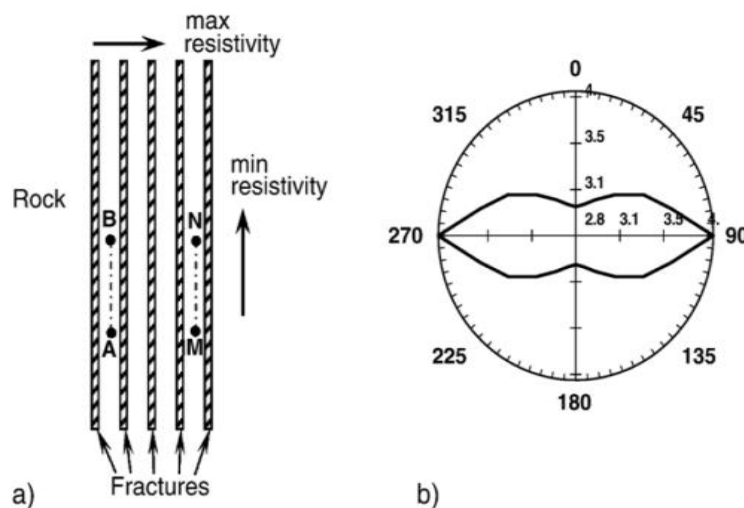 max
resistivity
min
resistivity
Rock
B
N
A
M
Fractures
a)
0
315
45
4.
3.5
3.1
2.8 3.1 3.5 4.
270
90
225
135
180
b)